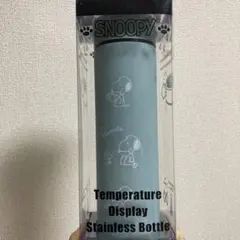 SNOOPY
Temperature
Display
Stainless Bottle